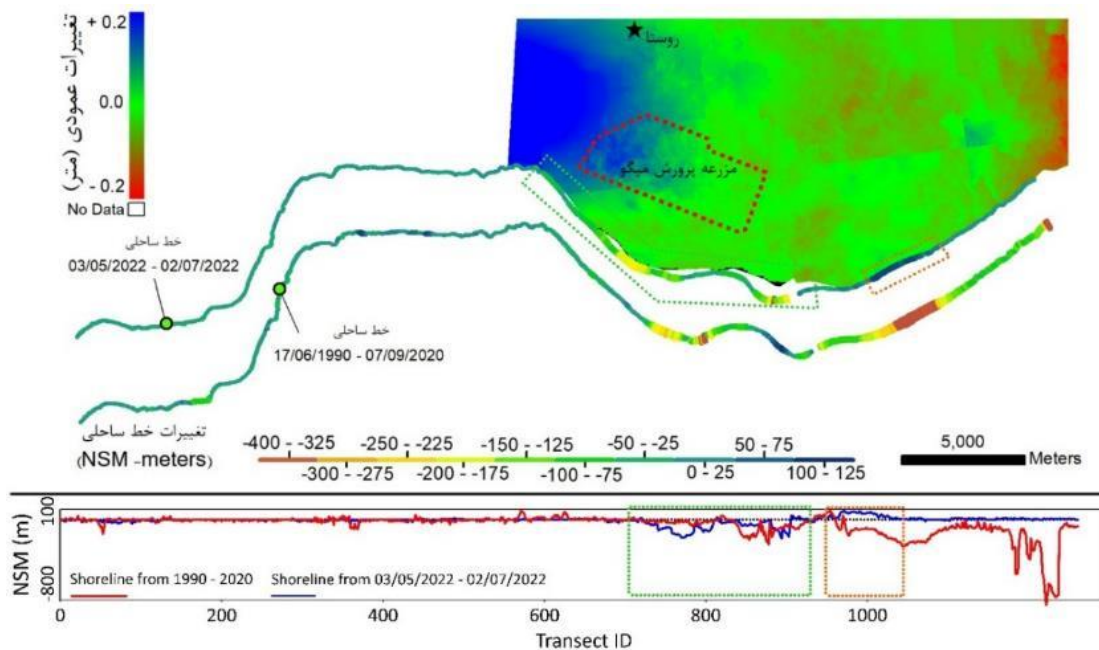 + 0.2
تغییرات عمودی (متر)
0.0
- 0.2
No Data
روستا
مزرعه پرورش میگو
خط ساحلی
03/05/2022 - 02/07/2022
خط ساحلی
17/06/1990 - 07/09/2020
تغییرات خط ساحلی
(NSM -meters)
-400 - -325
-250 - -225
-150 - -125
-50 - -25
50 - 75
-300 - -275
-200 - -175
-100 - -75
0 - 25
100 - 125
5,000
Meters
100
NSM (m)
-800
Shoreline from 1990 - 2020
Shoreline from 03/05/2022 - 02/07/2022
0
200
400
600
800
1000
Transect ID